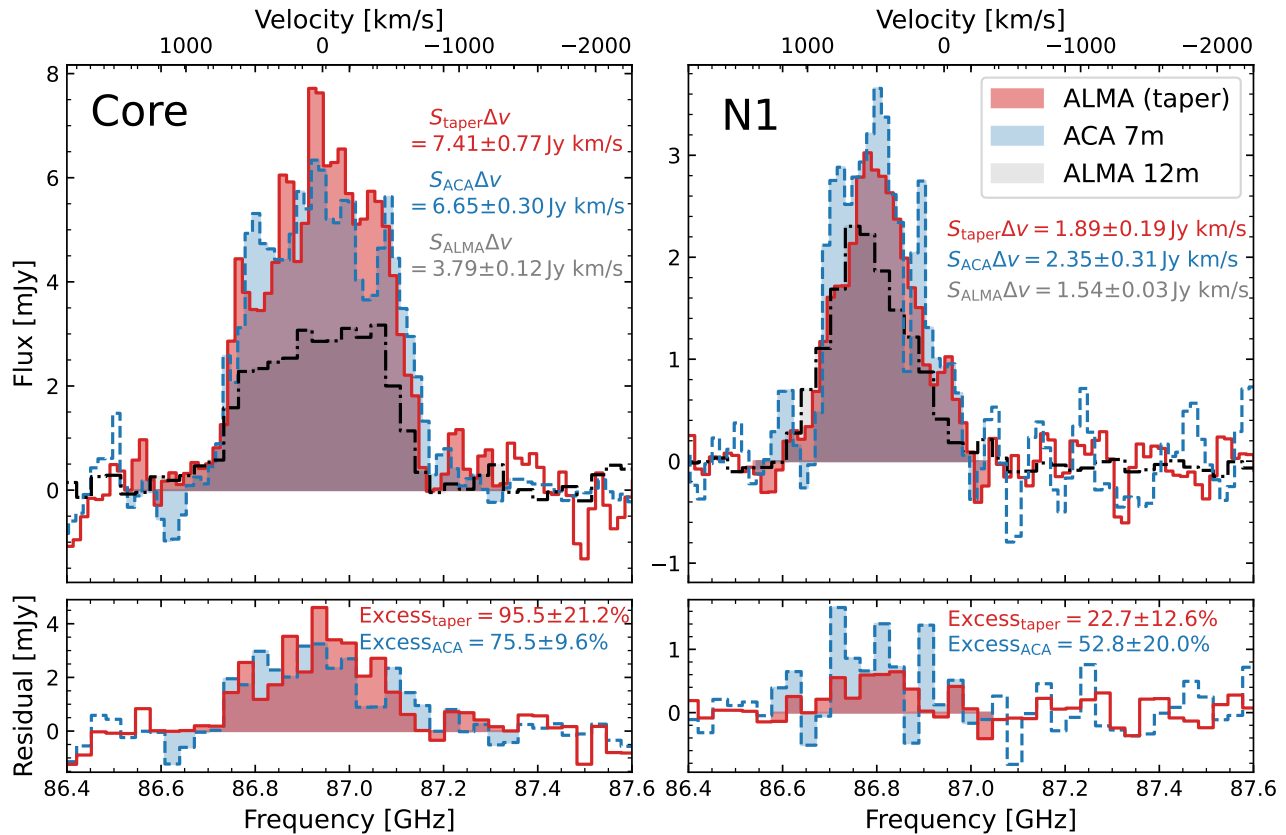 Velocity [km/s]
1000 0 −1000 −2000
Velocity [km/s]
1000 0 −1000 −2000
Core
S_taperΔv
= 7.41±0.77 Jy km/s
S_ACAΔv
= 6.65±0.30 Jy km/s
S_ALMAΔv
= 3.79±0.12 Jy km/s
8
6
4
2
0
Flux [mJy]
N1
ALMA (taper)
ACA 7m
ALMA 12m
S_taperΔv = 1.89±0.19 Jy km/s
S_ACAΔv = 2.35±0.31 Jy km/s
S_ALMAΔv = 1.54±0.03 Jy km/s
3
2
1
0
−1
Excess_taper = 95.5±21.2%
Excess_ACA = 75.5±9.6%
4
2
0
Residual [mJy]
86.4 86.6 86.8 87.0 87.2 87.4 87.6
Frequency [GHz]
Excess_taper = 22.7±12.6%
Excess_ACA = 52.8±20.0%
1
0
86.4 86.6 86.8 87.0 87.2 87.4 87.6
Frequency [GHz]